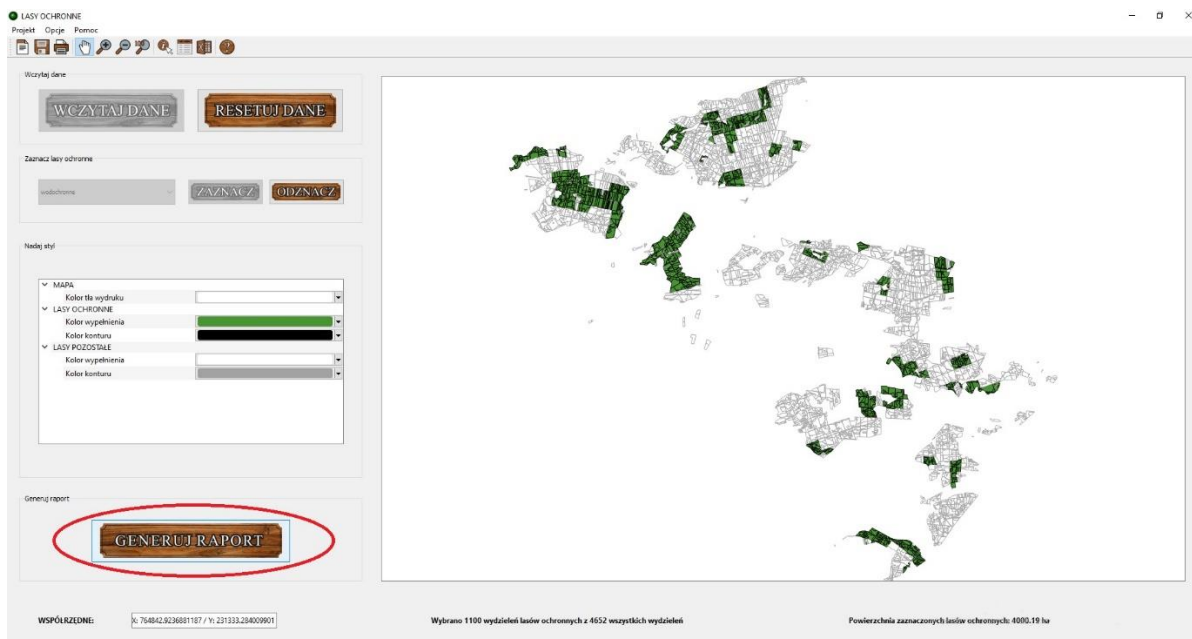 LASY OCHRONNE
Projekt Opcje Pomoc
Wczytaj dane
WCZYTAJ DANE
RESETUJ DANE
Zaznacz lasy ochronne
wodochronne
ZAZNACZ
ODZNACZ
Nadaj styl
MAPA
Kolor tła wydruku
LASY OCHRONNE
Kolor wypełnienia
Kolor konturu
LASY POZOSTAŁE
Kolor wypełnienia
Kolor konturu
Generuj raport
GENERUJ RAPORT
WSPÓŁRZĘDNE: X: 764842.9236881187 / Y: 231333.284009901 Wybrano 1100 wydzieleń lasów ochronnych z 4652 wszystkich wydzieleń Powierzchnia zaznaczonych lasów ochronnych: 4000.19 ha